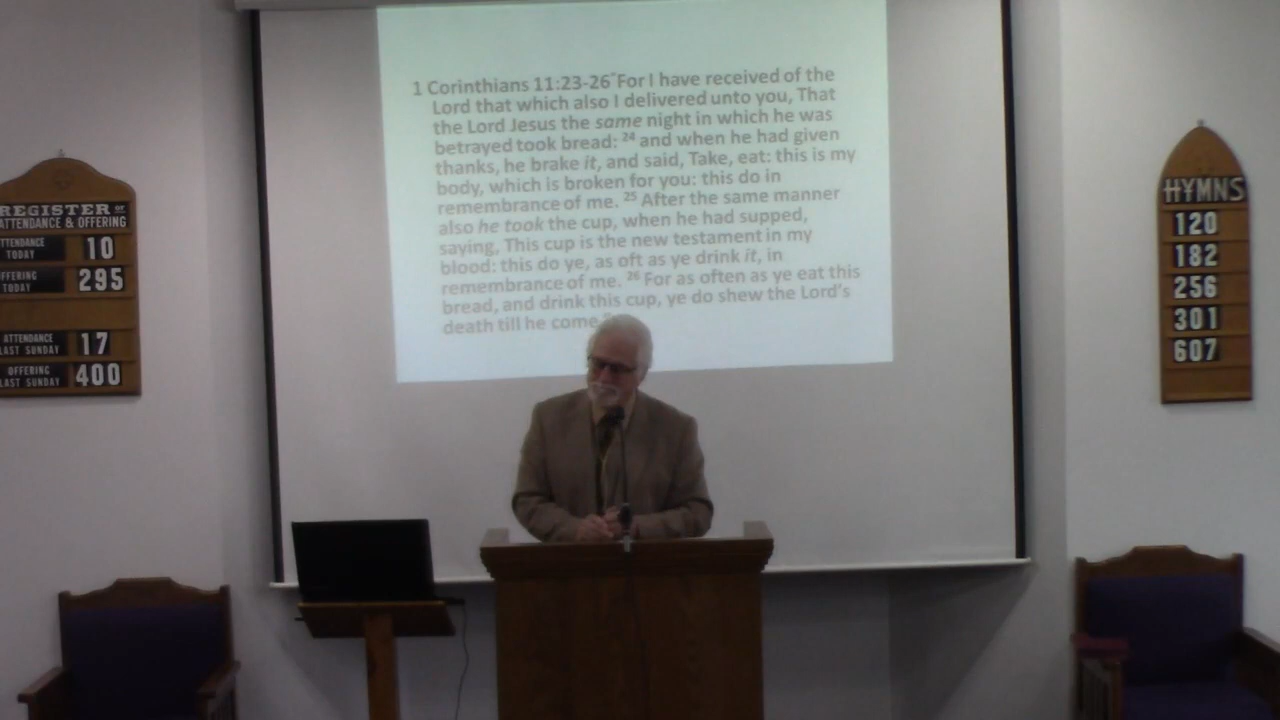 1 Corinthians 11:23-26 "For I have received of the
Lord that which also I delivered unto you, That
the Lord Jesus the same night in which he was
betrayed took bread: 24 and when he had given
thanks, he brake it, and said, Take, eat: this is my
body, which is broken for you: this do in
remembrance of me. 25 After the same manner
also he took the cup, when he had supped,
saying, This cup is the new testament in my
blood: this do ye, as oft as ye drink it, in
remembrance of me. 26 For as often as ye eat this
bread, and drink this cup, ye do shew the Lord's
death till he come
REGISTER OF
ATTENDANCE & OFFERING
ATTENDANCE
TODAY 10
OFFERING
TODAY 295
ATTENDANCE
LAST SUNDAY 17
OFFERING
LAST SUNDAY 400
HYMNS
120
182
256
301
607